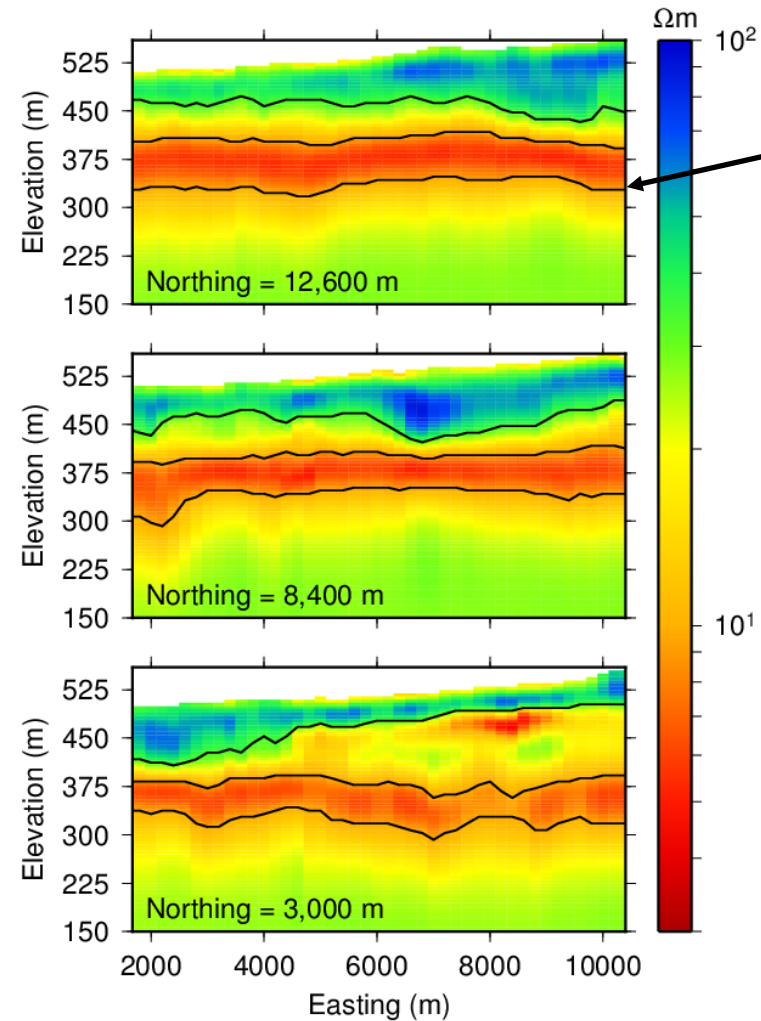 Ωm
10²
10¹
Elevation (m)
525
450
375
300
225
150
Northing = 12,600 m
Elevation (m)
525
450
375
300
225
150
Northing = 8,400 m
Elevation (m)
525
450
375
300
225
150
Northing = 3,000 m
2000 4000 6000 8000 10000
Easting (m)